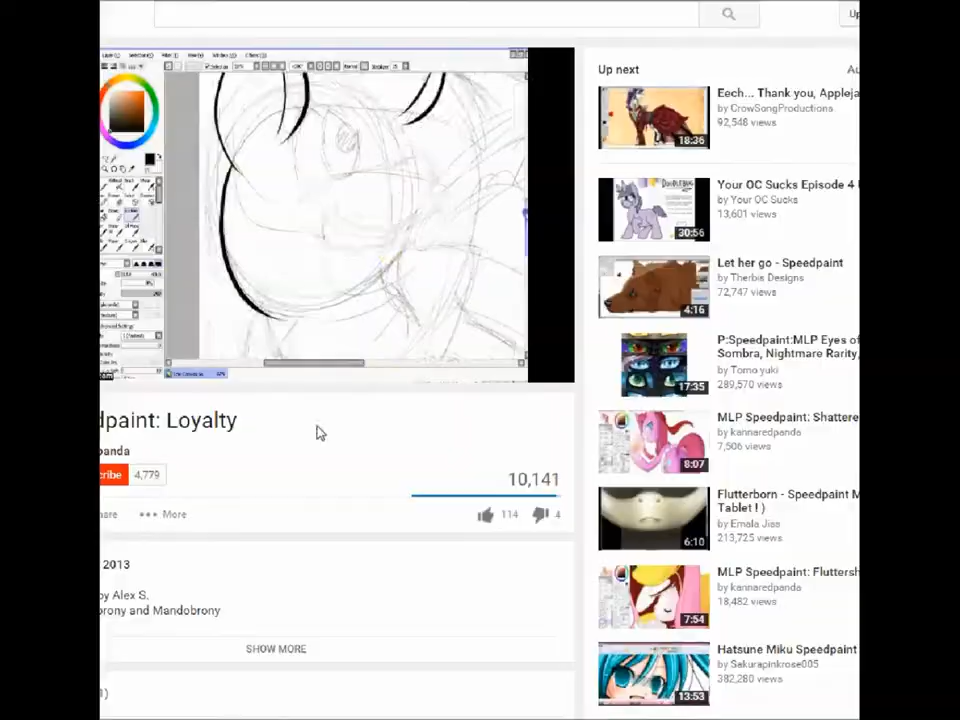 Up
Up next
Au
Eech... Thank you, Appleja
by CrowSongProductions
92,548 views
18:36
Your OC Sucks Episode 4
by Your OC Sucks
13,601 views
30:56
Let her go - Speedpaint
by Therbis Designs
72,747 views
4:16
P:Speedpaint:MLP Eyes of
Sombra, Nightmare Rarity,
by Tomo yuki
289,570 views
17:35
dpaint: Loyalty
panda
cribe 4,779
10,141
hare ••• More
114 4
MLP Speedpaint: Shattere
by kannaredpanda
7,506 views
8:07
Flutterborn - Speedpaint M
Tablet ! )
by Emala Jiss
213,725 views
6:10
2013
by Alex S.
orony and Mandobrony
SHOW MORE
1)
MLP Speedpaint: Fluttersh
by kannaredpanda
18,482 views
7:54
Hatsune Miku Speedpaint
by Sakurapinkrose005
382,280 views
13:53